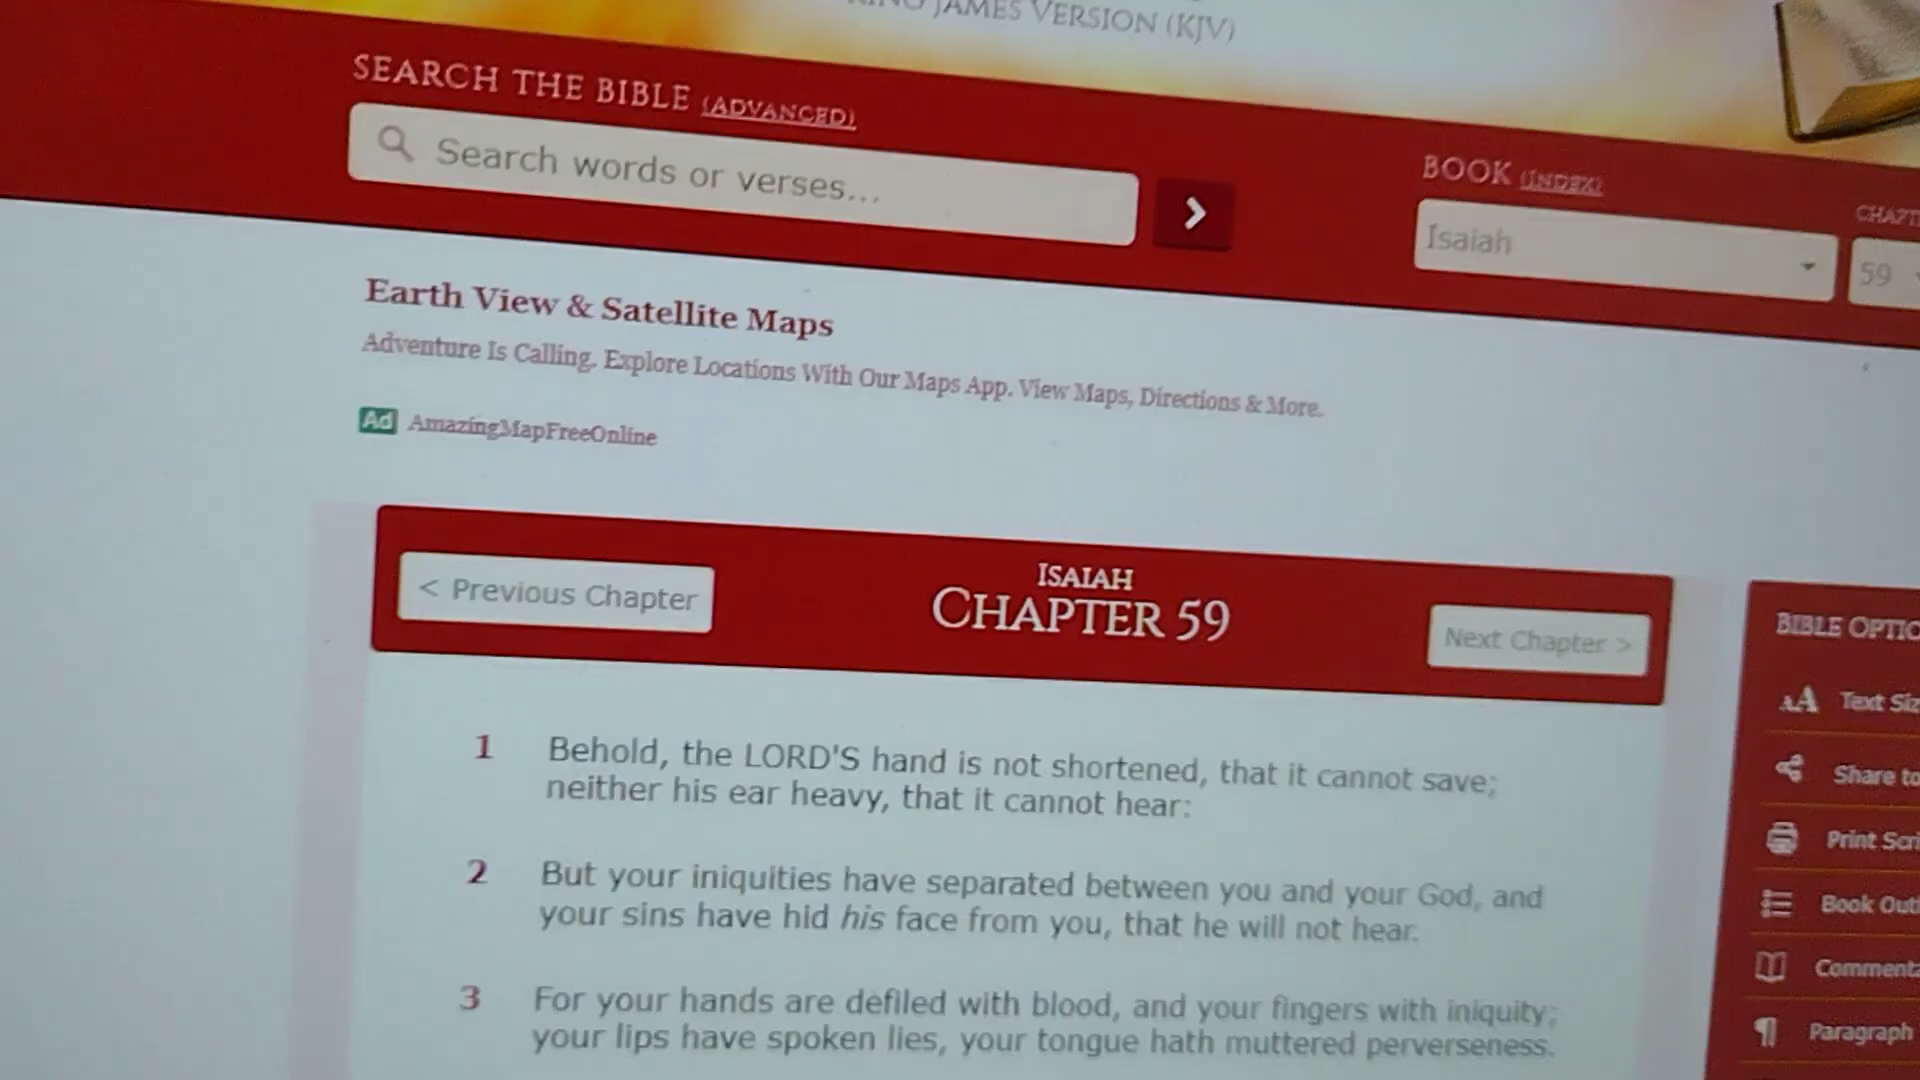 JAMES VERSION (KJV)
SEARCH THE BIBLE (ADVANCED)
Search words or verses...
BOOK (INDEX)
Isaiah
59
Earth View & Satellite Maps
Adventure Is Calling. Explore Locations With Our Maps App. View Maps, Directions & More.
Ad AmazingMapFreeOnline
< Previous Chapter
ISAIAH
CHAPTER 59
Next Chapter >
1 Behold, the LORD'S hand is not shortened, that it cannot save;
neither his ear heavy, that it cannot hear:
2 But your iniquities have separated between you and your God, and
your sins have hid his face from you, that he will not hear.
3 For your hands are defiled with blood, and your fingers with iniquity;
your lips have spoken lies, your tongue hath muttered perverseness.
BIBLE
AA Text
Share to
Print
Book
Paragraph